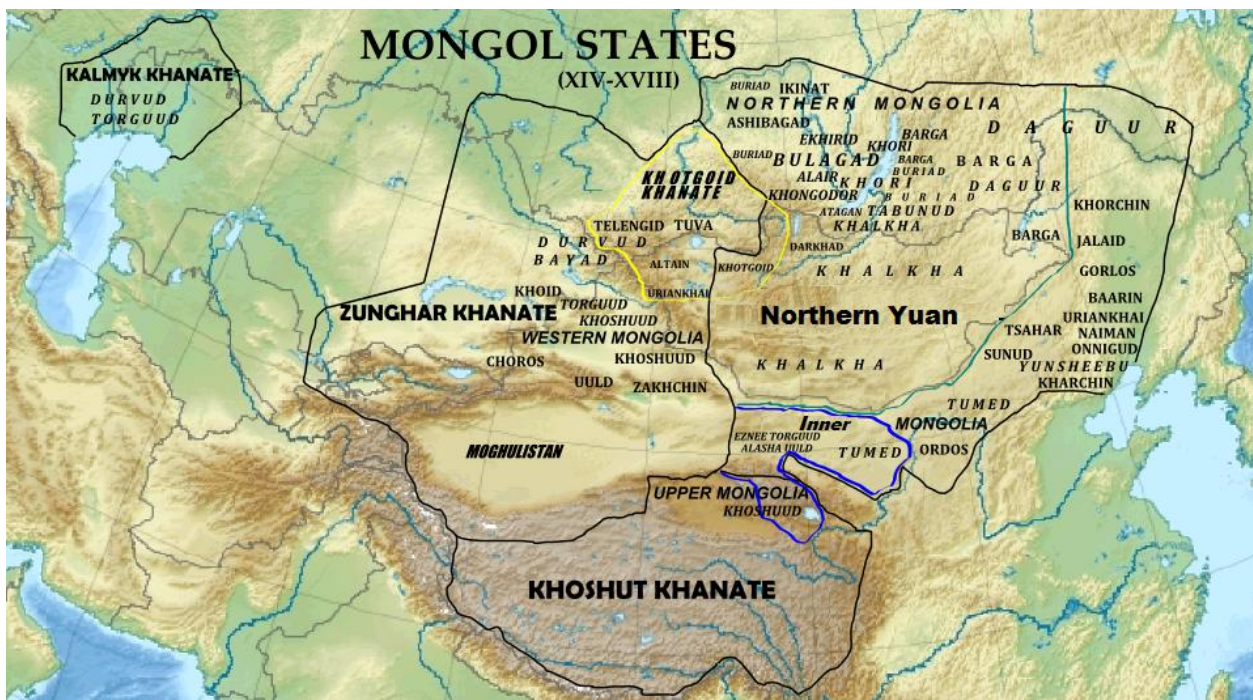 MONGOL STATES
(XIV-XVIII)
KALMYK KHANATE
DURVUD
TORGUUD
BURIAD IKINAT
NORTHERN MONGOLIA
ASHIBAGAD
DAGUUR
EKHIRID
BARGA
KHORI
BURIAD
BULAGAD
BARGA
BURIAD
BARGA
ALAIR
KHORI
DAGUUR
KHONGODOR
BURIAD
ATAGAN TABUNUD
KHALKHA
KHORCHIN
KHOTGOID
KHANATE
TELENGID
TUVA
DURVUD
BAYAD
ALTAIN
URIANKHAI
KHOTGOID
DARKHAD
BARGA
JALAID
KHALKHA
GORLOS
KHOID
TORGUUD
KHOSHUUD
ZUNGHAR KHANATE
WESTERN MONGOLIA
CHOROS
KHOSHUUD
UULD
ZAKHCHIN
Northern Yuan
BAARIN
URIANKHAI
TSAHAR
NAIMAN
ONNIGUD
SUNUD
YUNSHEEBU
KHARCHIN
KHALKHA
TUMED
Inner
MONGOLIA
EZNEE TORGUUD
ALASHA UULD
TUMED
ORDOS
MOGHULISTAN
UPPER MONGOLIA
KHOSHUUD
KHOSHUT KHANATE